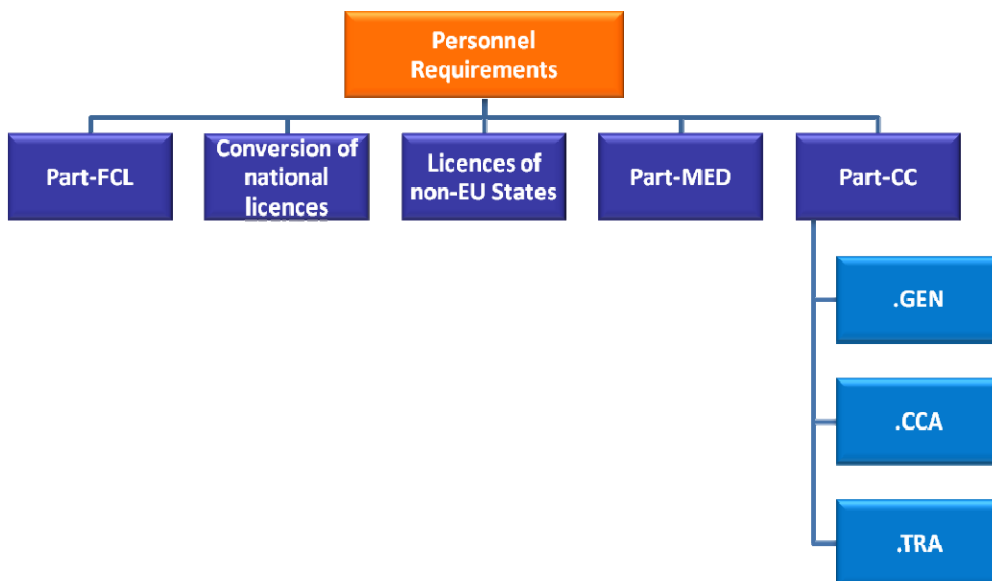 Personnel
Requirements
Part-FCL
Conversion of
national
licences
Licences of
non-EU States
Part-MED
Part-CC
.GEN
.CCA
.TRA